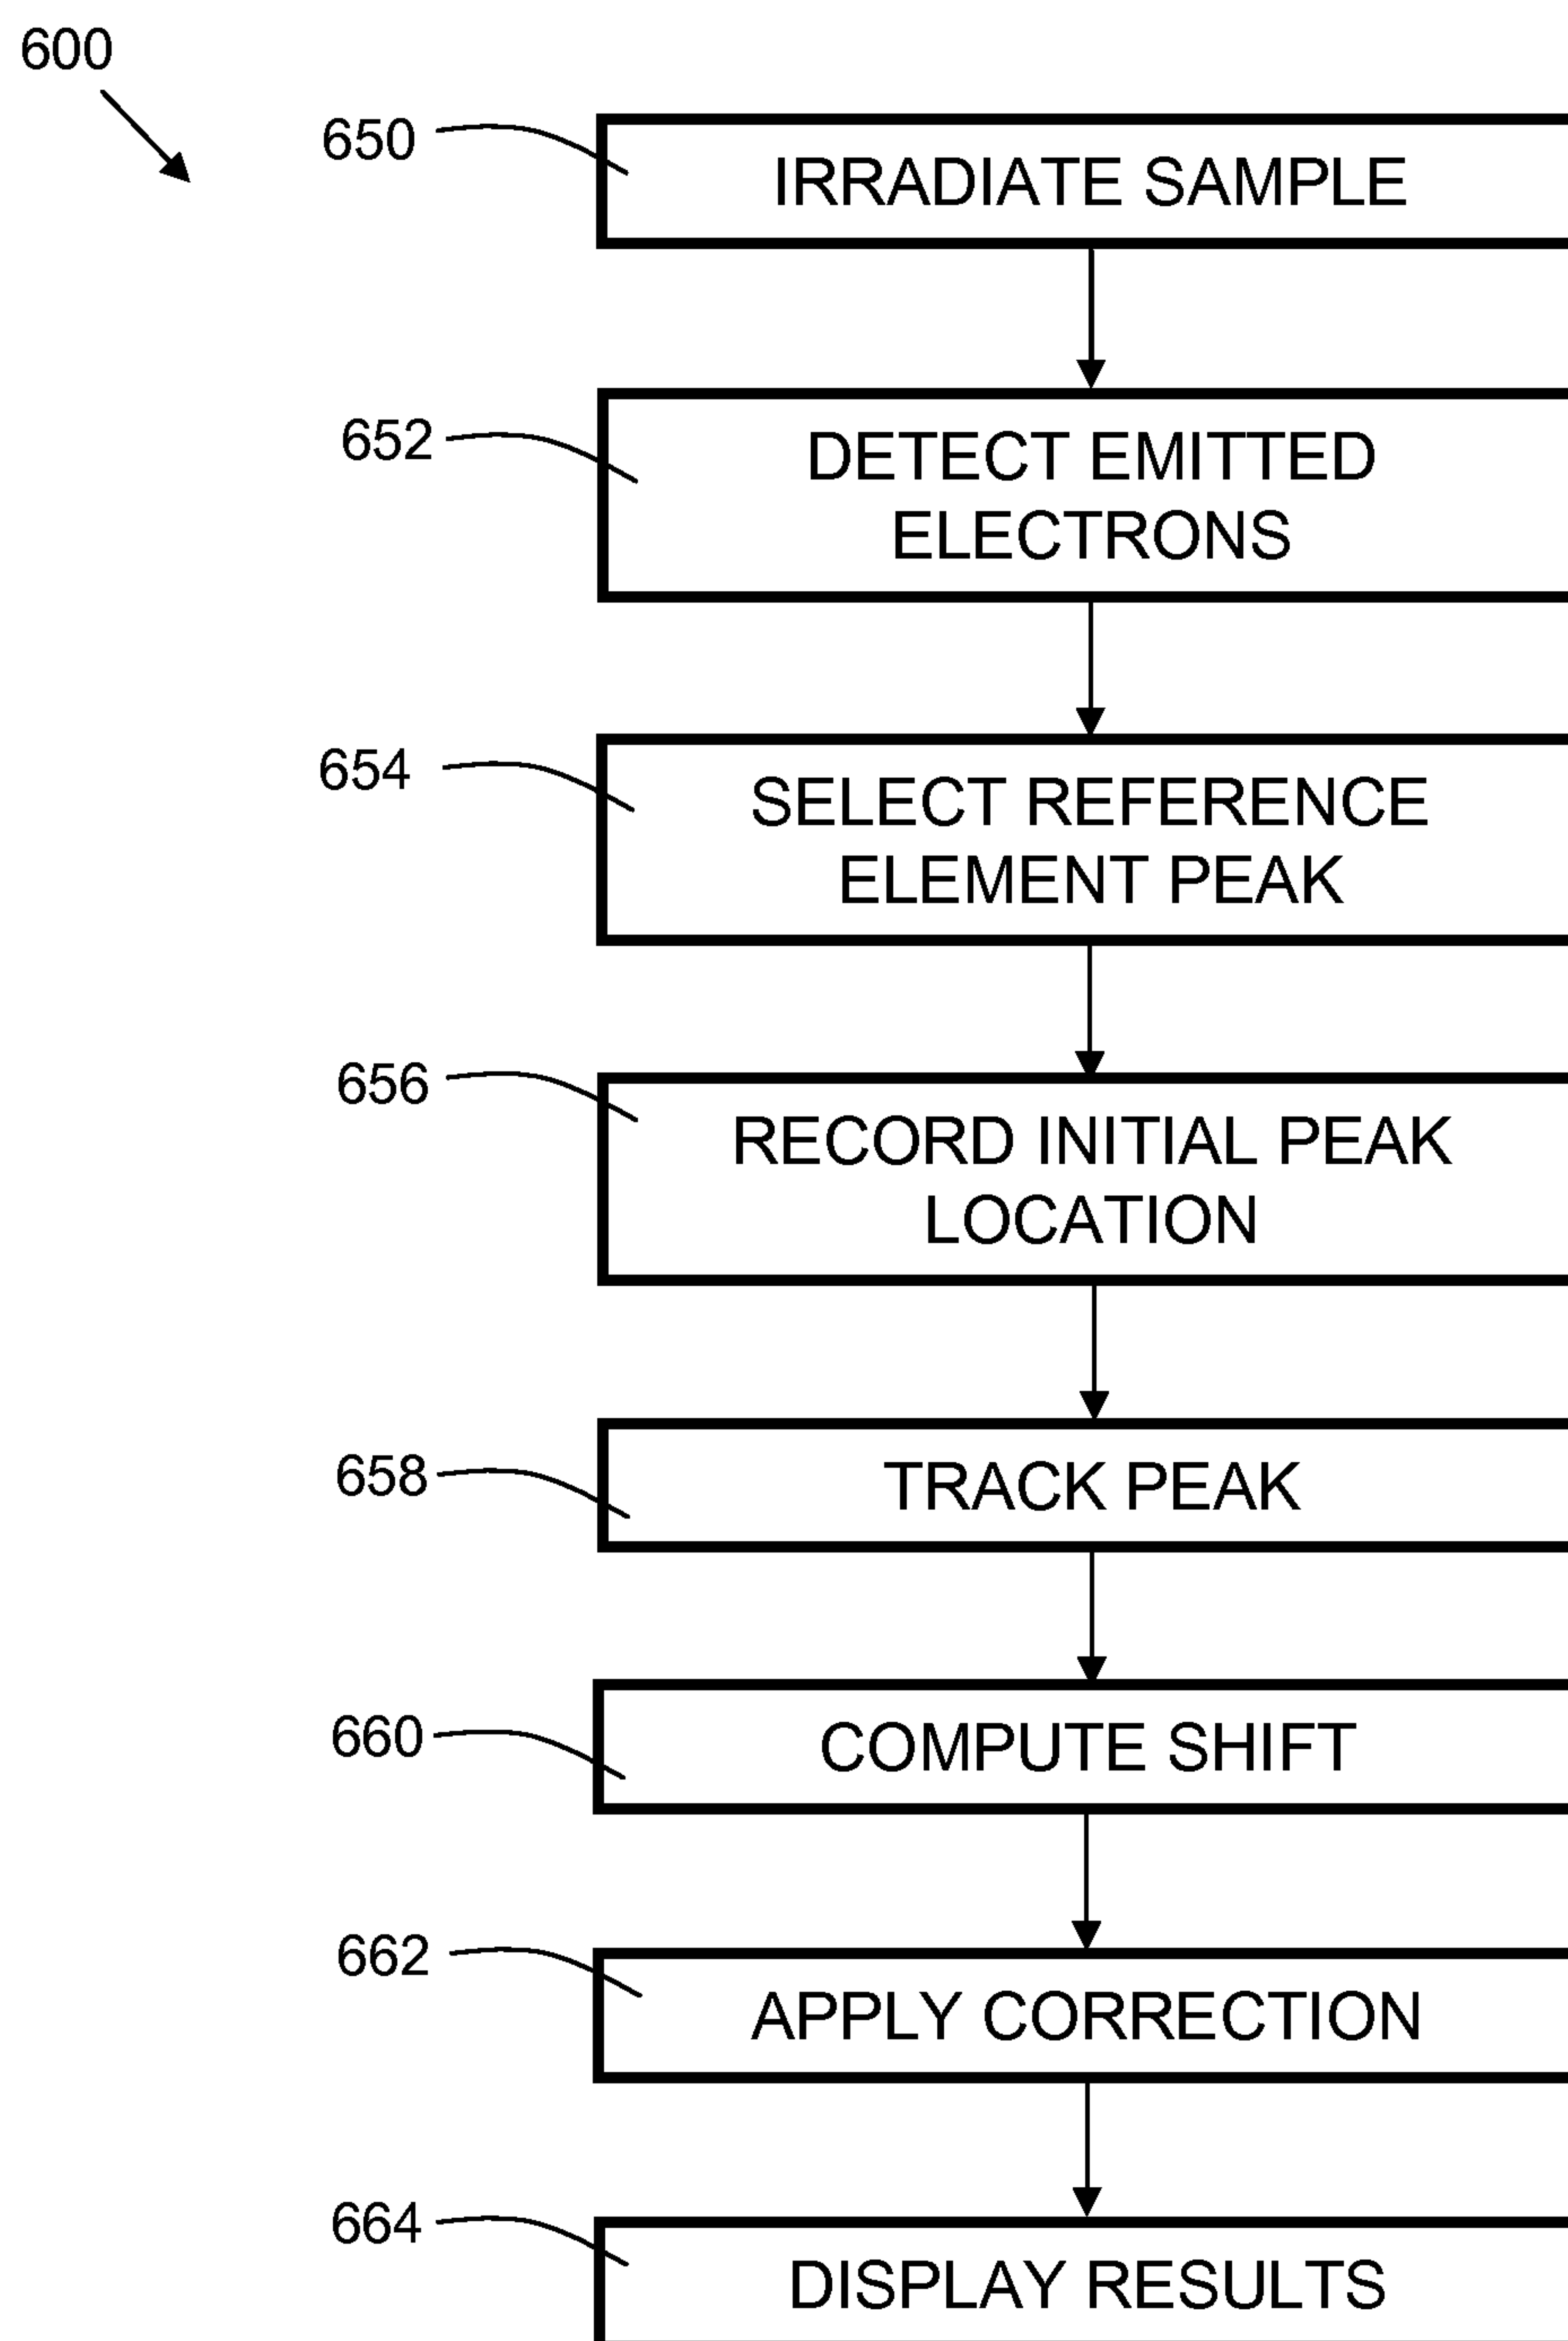 600
650
IRRADIATE SAMPLE
652
DETECT EMITTED
ELECTRONS
654
SELECT REFERENCE
ELEMENT PEAK
656
RECORD INITIAL PEAK
LOCATION
658
TRACK PEAK
660
COMPUTE SHIFT
662
APPLY CORRECTION
664
DISPLAY RESULTS